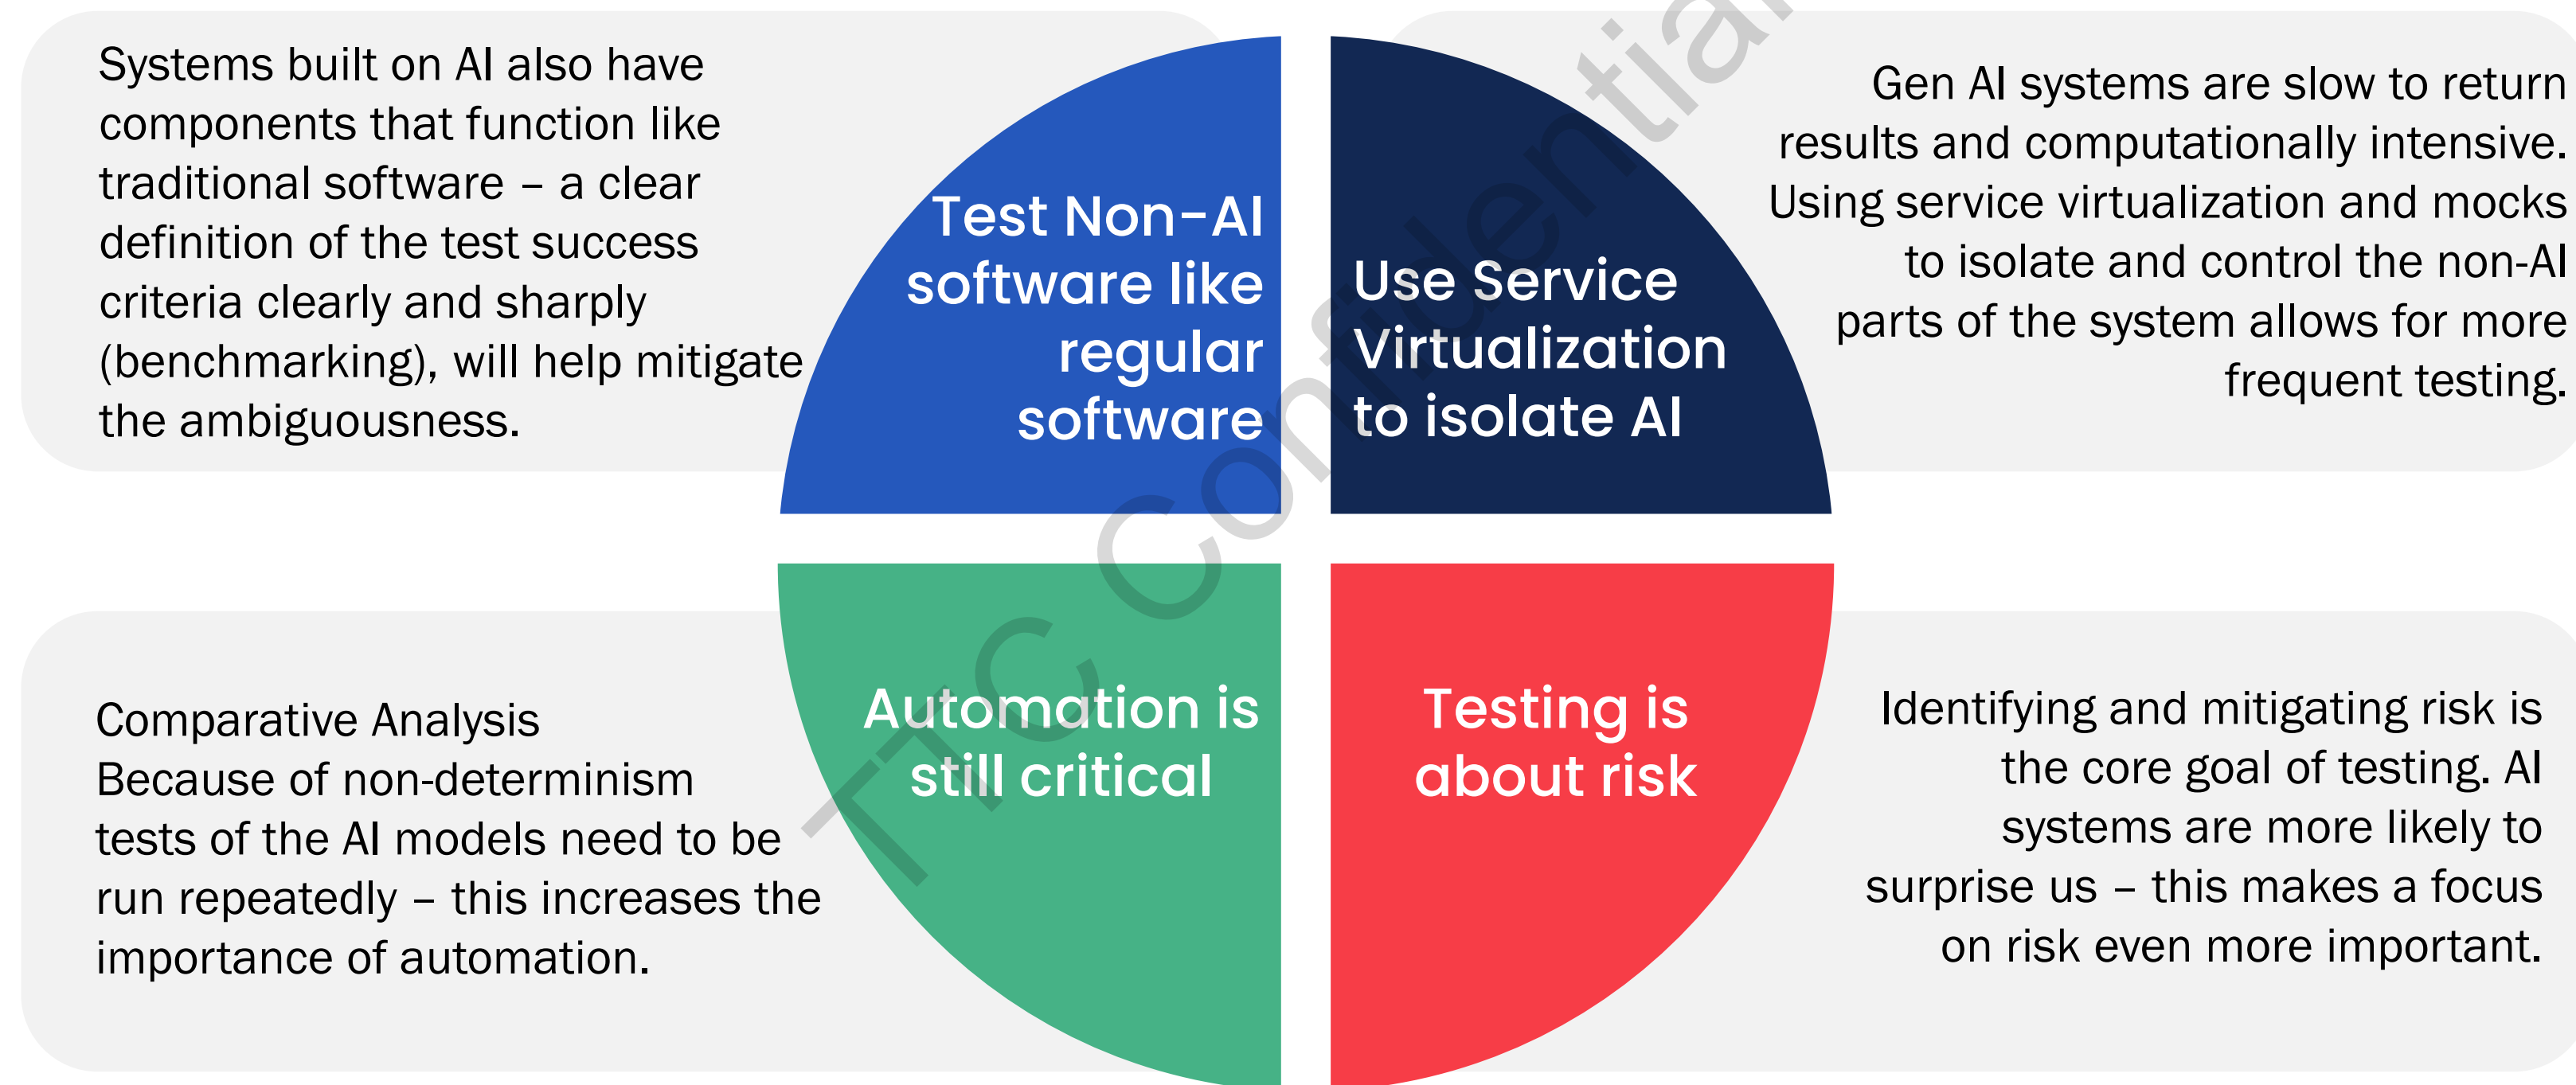 Systems built on AI also have
components that function like
traditional software – a clear
definition of the test success
criteria clearly and sharply
(benchmarking), will help mitigate
the ambiguousness.
Test Non-AI
software like
regular
software
Use Service
Virtualization
to isolate AI
Gen AI systems are slow to return
results and computationally intensive.
Using service virtualization and mocks
to isolate and control the non-AI
parts of the system allows for more
frequent testing.
Comparative Analysis
Because of non-determinism
tests of the AI models need to be
run repeatedly – this increases the
importance of automation.
Automation is
still critical
Testing is
about risk
Identifying and mitigating risk is
the core goal of testing. AI
systems are more likely to
surprise us – this makes a focus
on risk even more important.
TTC Confidential